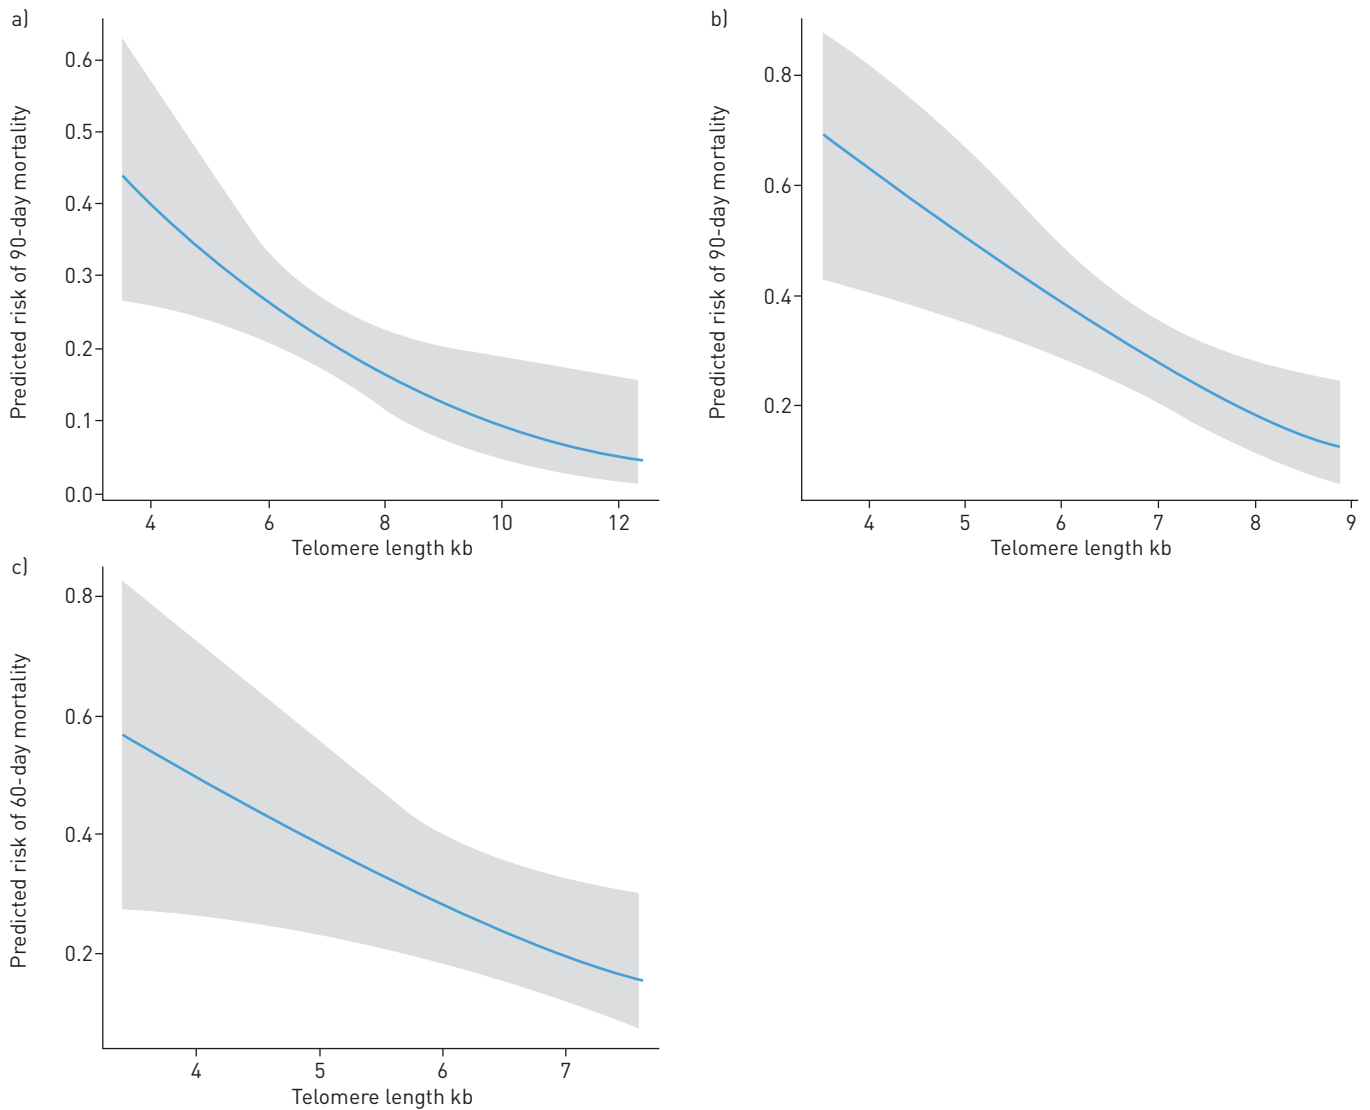 a)
Predicted risk of 90-day mortality
0.6
0.5
0.4
0.3
0.2
0.1
0.0
4 6 8 10 12
Telomere length kb
b)
Predicted risk of 90-day mortality
0.8
0.6
0.4
0.2
4 5 6 7 8 9
Telomere length kb
c)
Predicted risk of 60-day mortality
0.8
0.6
0.4
0.2
4 5 6 7
Telomere length kb